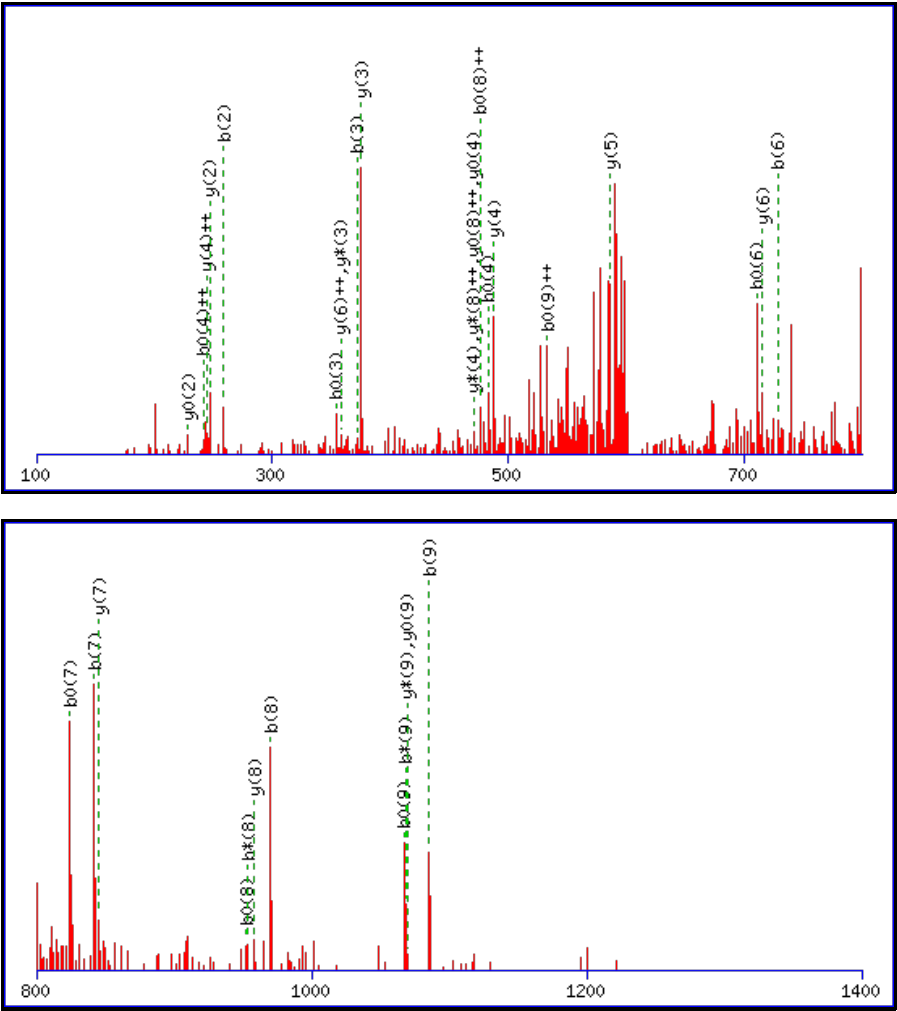 y0(2)
b0(4)++
y(4)++
y(2)
b(2)
b0(3)
y(6)++,y*(3)
b(3)
y(3)
y*(4),y*(8)++,y0(8)++,y0(4)
b0(8)++
b0(4)
y(4)
b0(9)++
y(5)
b0(6)
y(6)
b(6)
100 300 500 700
b0(7)
b(7)
y(7)
b0(8)
b*(8)
y(8)
b(8)
b0(9)
b*(9)
y*(9),y0(9)
b(9)
800 1000 1200 1400